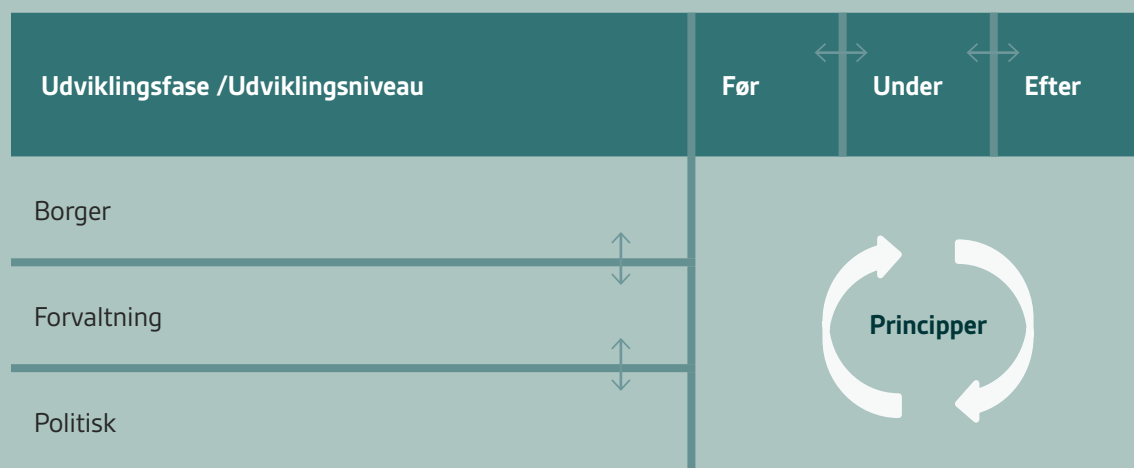 Udviklingsfase /Udviklingsniveau
Før
Under
Efter
Borger
Forvaltning
Politisk
Principper